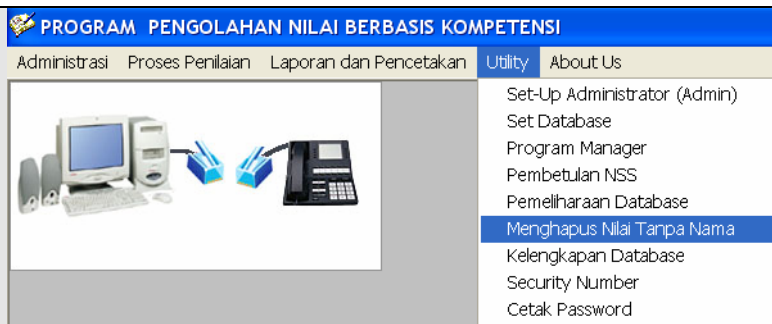 PROGRAM PENGOLAHAN NILAI BERBASIS KOMPETENSI
Administrasi Proses Penilaian Laporan dan Pencetakan Utility About Us
Set-Up Administrator (Admin)
Set Database
Program Manager
Pembetulan NSS
Pemeliharaan Database
Menghapus Nilai Tanpa Nama
Kelengkapan Database
Security Number
Cetak Password